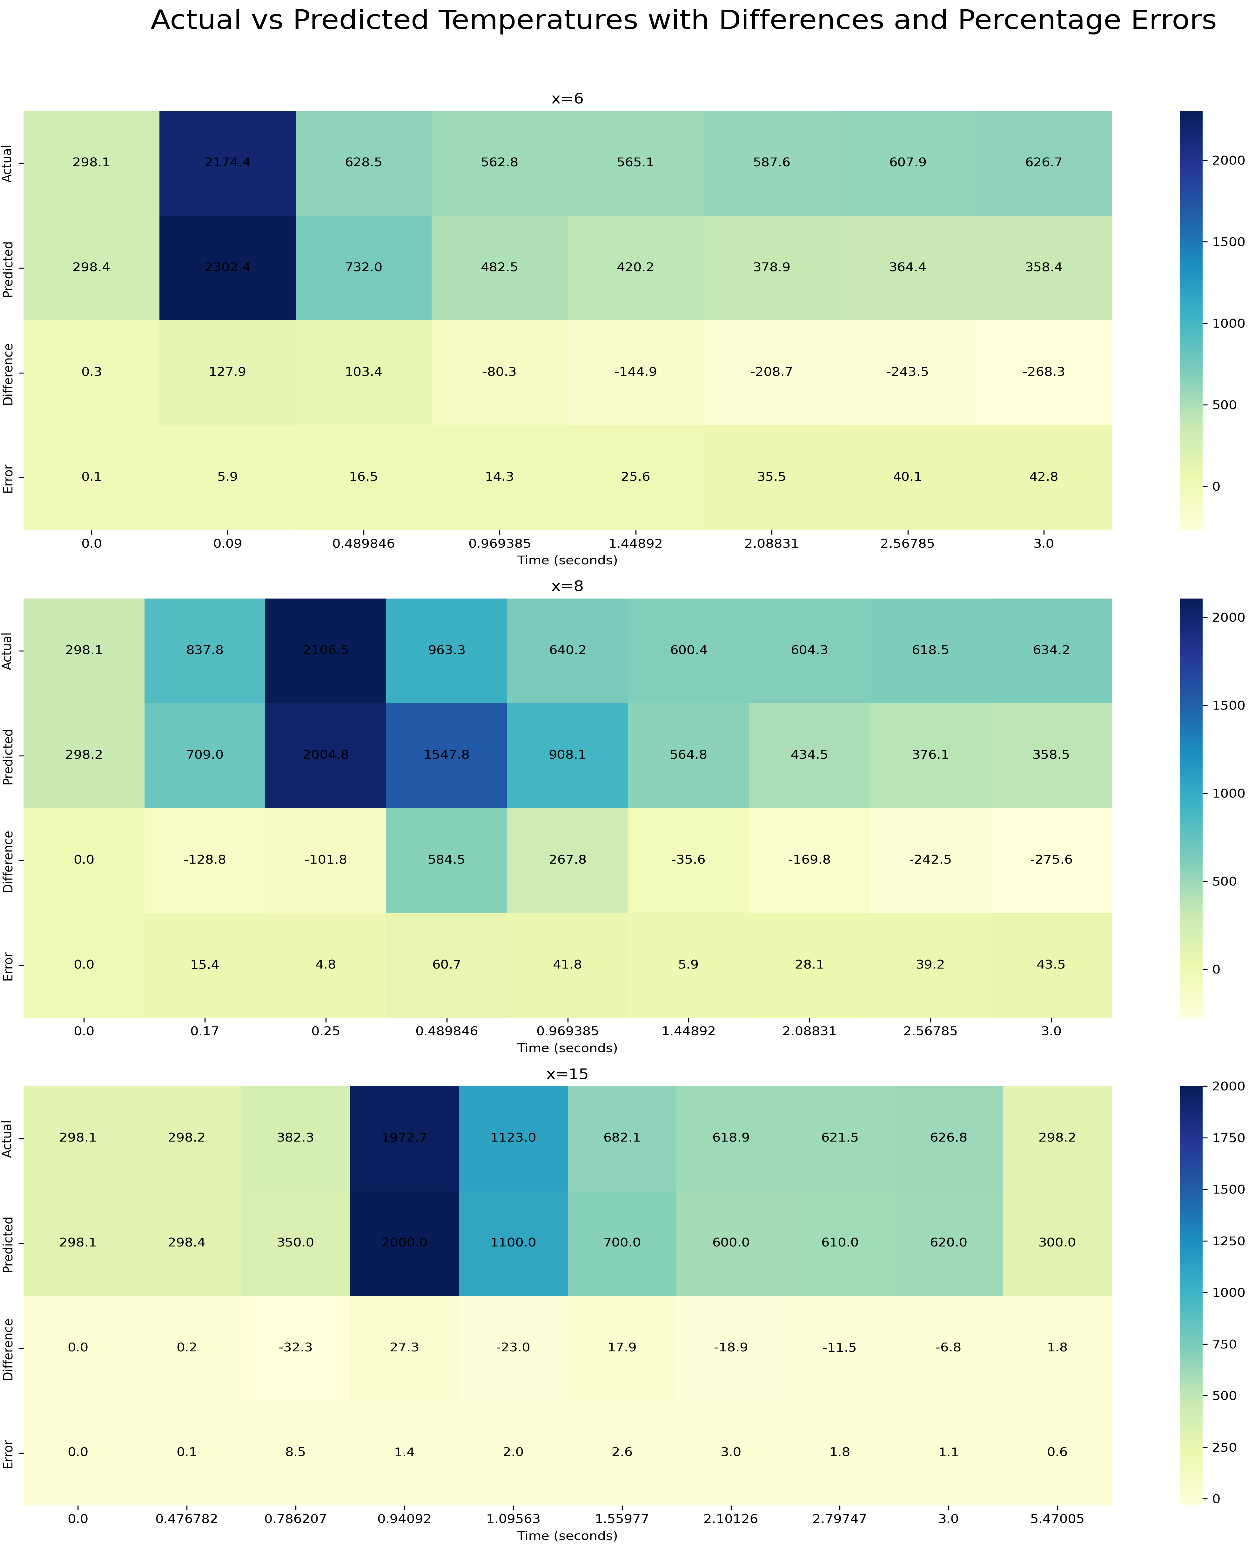 Actual vs Predicted Temperatures with Differences and Percentage Errors
x=6
Actual 298.1 2174.4 628.5 562.8 565.1 587.6 607.9 626.7
Predicted 298.4 2302.4 732.0 482.5 420.2 378.9 364.4 358.4
Difference 0.3 127.9 103.4 -80.3 -144.9 -208.7 -243.5 -268.3
Error 0.1 5.9 16.5 14.3 25.6 35.5 40.1 42.8
0.0 0.09 0.489846 0.969385 1.44892 2.08831 2.56785 3.0
Time (seconds)
2000
1500
1000
500
0
x=8
Actual 298.1 837.8 2106.5 963.3 640.2 600.4 604.3 618.5 634.2
Predicted 298.2 709.0 2004.8 1547.8 908.1 564.8 434.5 376.1 358.5
Difference 0.0 -128.8 -101.8 584.5 267.8 -35.6 -169.8 -242.5 -275.6
Error 0.0 15.4 4.8 60.7 41.8 5.9 28.1 39.2 43.5
0.0 0.17 0.25 0.489846 0.969385 1.44892 2.08831 2.56785 3.0
Time (seconds)
2000
1500
1000
500
0
x=15
Actual 298.1 298.2 382.3 1972.7 1123.0 682.1 618.9 621.5 626.8 298.2
Predicted 298.1 298.4 350.0 2000.0 1100.0 700.0 600.0 610.0 620.0 300.0
Difference 0.0 0.2 -32.3 27.3 -23.0 17.9 -18.9 -11.5 -6.8 1.8
Error 0.0 0.1 8.5 1.4 2.0 2.6 3.0 1.8 1.1 0.6
0.0 0.476782 0.786207 0.94092 1.09563 1.55977 2.10126 2.79747 3.0 5.47005
Time (seconds)
2000
1750
1500
1250
1000
750
500
250
0